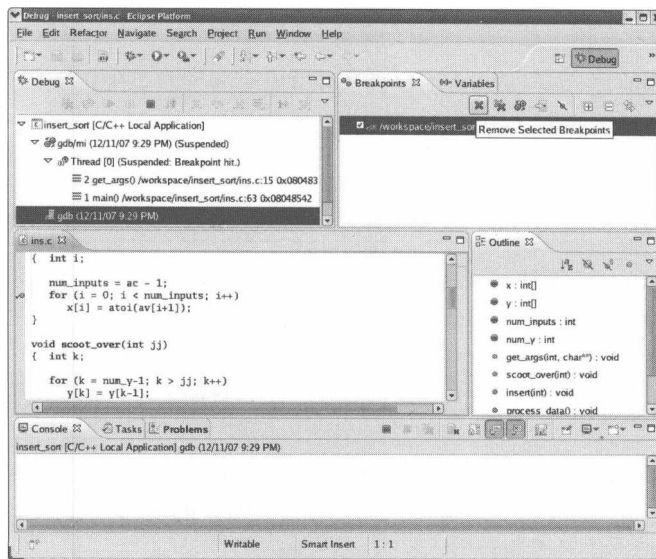 Debug - insert_sort/ins.c - Eclipse Platform
File Edit Refactor Navigate Search Project Run Window Help
Debug
Debug
insert_sort [C/C++ Local Application]
gdb/mi (12/11/07 9:29 PM) (Suspended)
Thread [0] (Suspended: Breakpoint hit.)
2 get_args() /workspace/insert_sort/ins.c:15 0x080483
1 main() /workspace/insert_sort/ins.c:63 0x08048542
gdb (12/11/07 9:29 PM)
Breakpoints Variables
/workspace/insert_sor
Remove Selected Breakpoints
ins.c
{ int i;
num_inputs = ac - 1;
for (i = 0; i < num_inputs; i++)
x[i] = atoi(av[i+1]);
}
void scoot_over(int jj)
{ int k;
for (k = num_y-1; k > jj; k++)
y[k] = y[k-1];
Outline
x : int[]
y : int[]
num_inputs : int
num_y : int
get_args(int, char**) : void
scoot_over(int) : void
insert(int) : void
process_data() : void
Console Tasks Problems
insert_sort [C/C++ Local Application] gdb (12/11/07 9:29 PM)
Writable Smart Insert 1 : 1